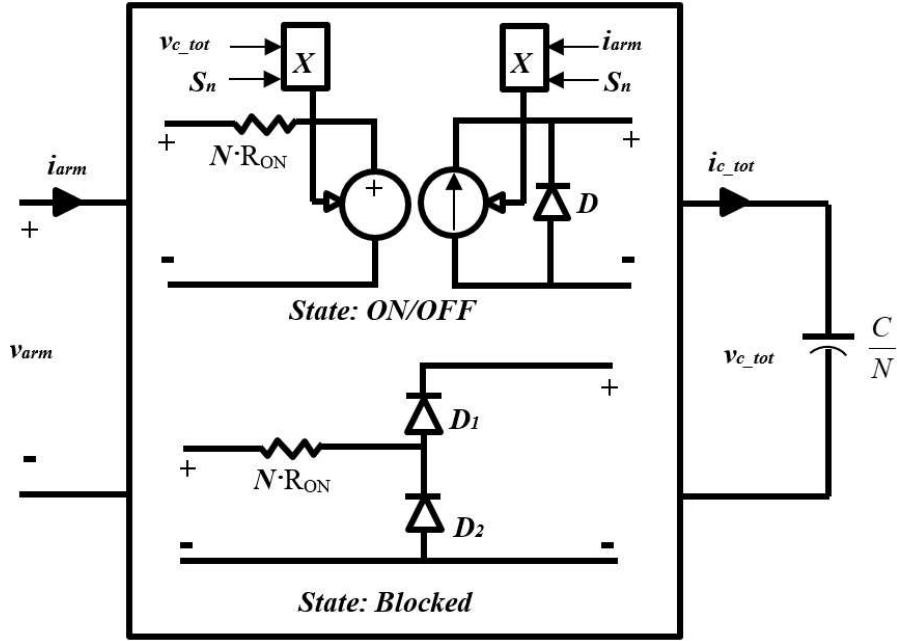 v_c_tot
S_n
X
X
i_arm
S_n
+
N·R_ON
+
+
D
-
-
State: ON/OFF
i_arm
+
v_arm
-
i_c_tot
v_c_tot
C
N
+
N·R_ON
D_1
+
D_2
-
-
State: Blocked